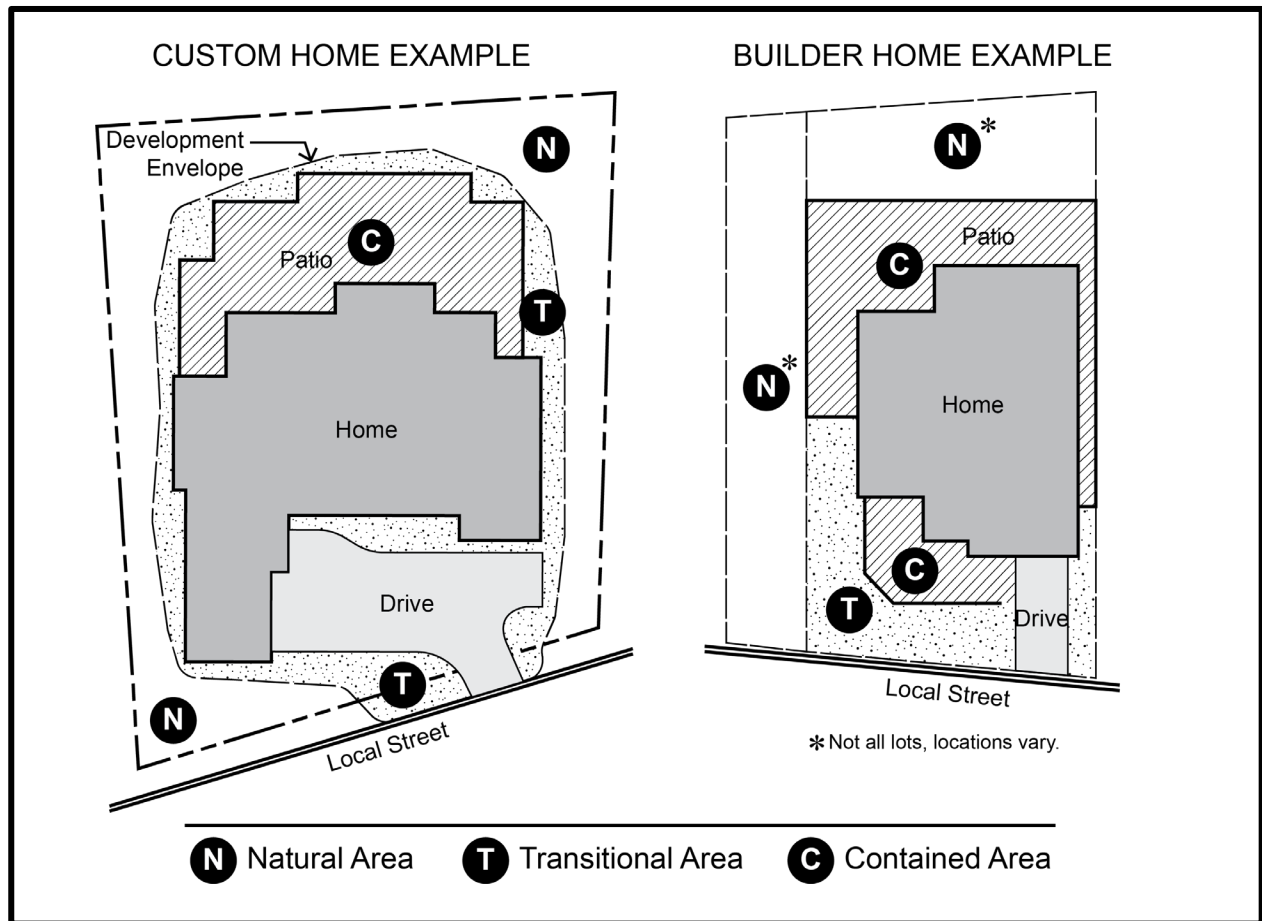 CUSTOM HOME EXAMPLE
Development
Envelope
N
C
Patio
T
Home
Drive
T
N
Local Street
BUILDER HOME EXAMPLE
N*
Patio
C
N*
Home
C
T
Drive
Local Street
* Not all lots, locations vary.
N Natural Area
T Transitional Area
C Contained Area